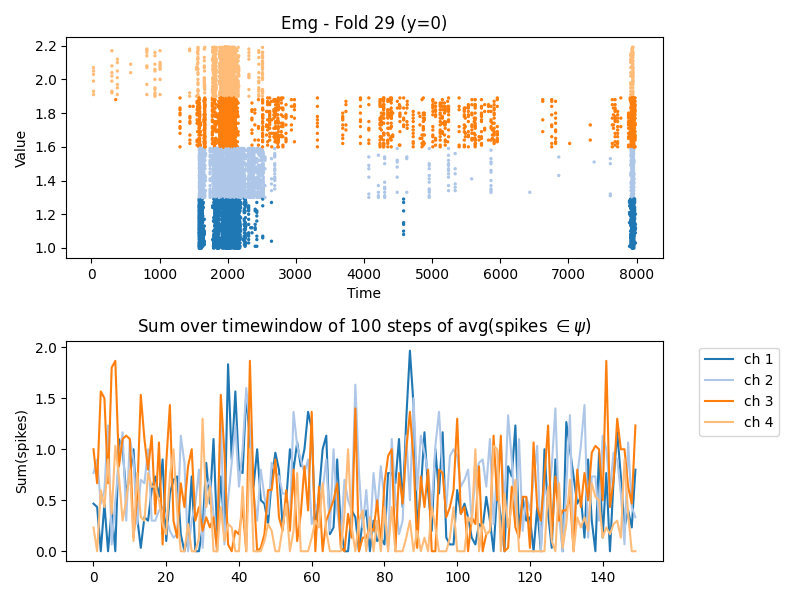 Emg - Fold 29 (y=0)
2.2
2.0
1.8
1.6
1.4
1.2
1.0
Value
0 1000 2000 3000 4000 5000 6000 7000 8000
Time
Sum over timewindow of 100 steps of avg(spikes ∈ ψ)
2.0
1.5
1.0
0.5
0.0
Sum(spikes)
0 20 40 60 80 100 120 140
ch 1
ch 2
ch 3
ch 4